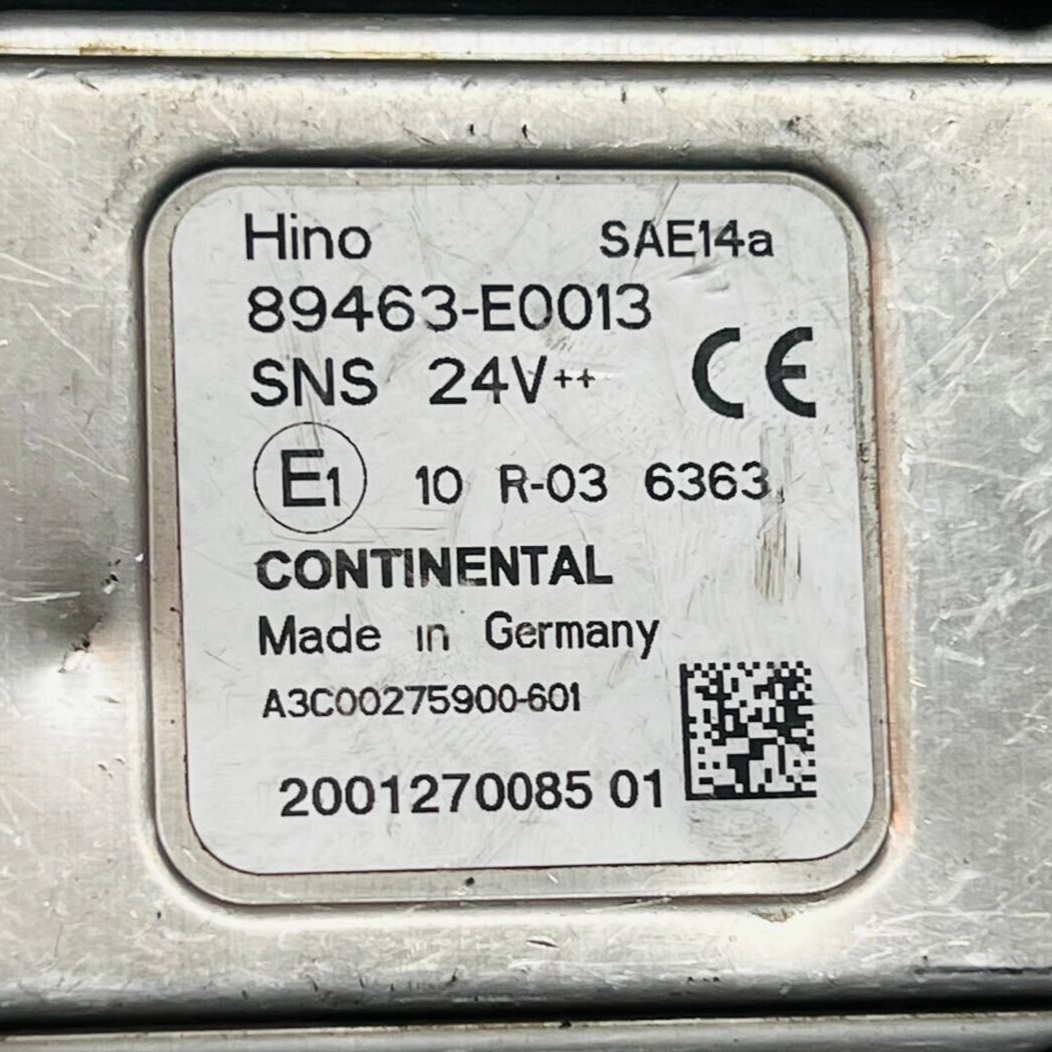 Hino SAE14a
89463-E0013
SNS 24V++ CE
E1 10 R-03 6363
CONTINENTAL
Made in Germany
A3C00275900-601
2001270085 01